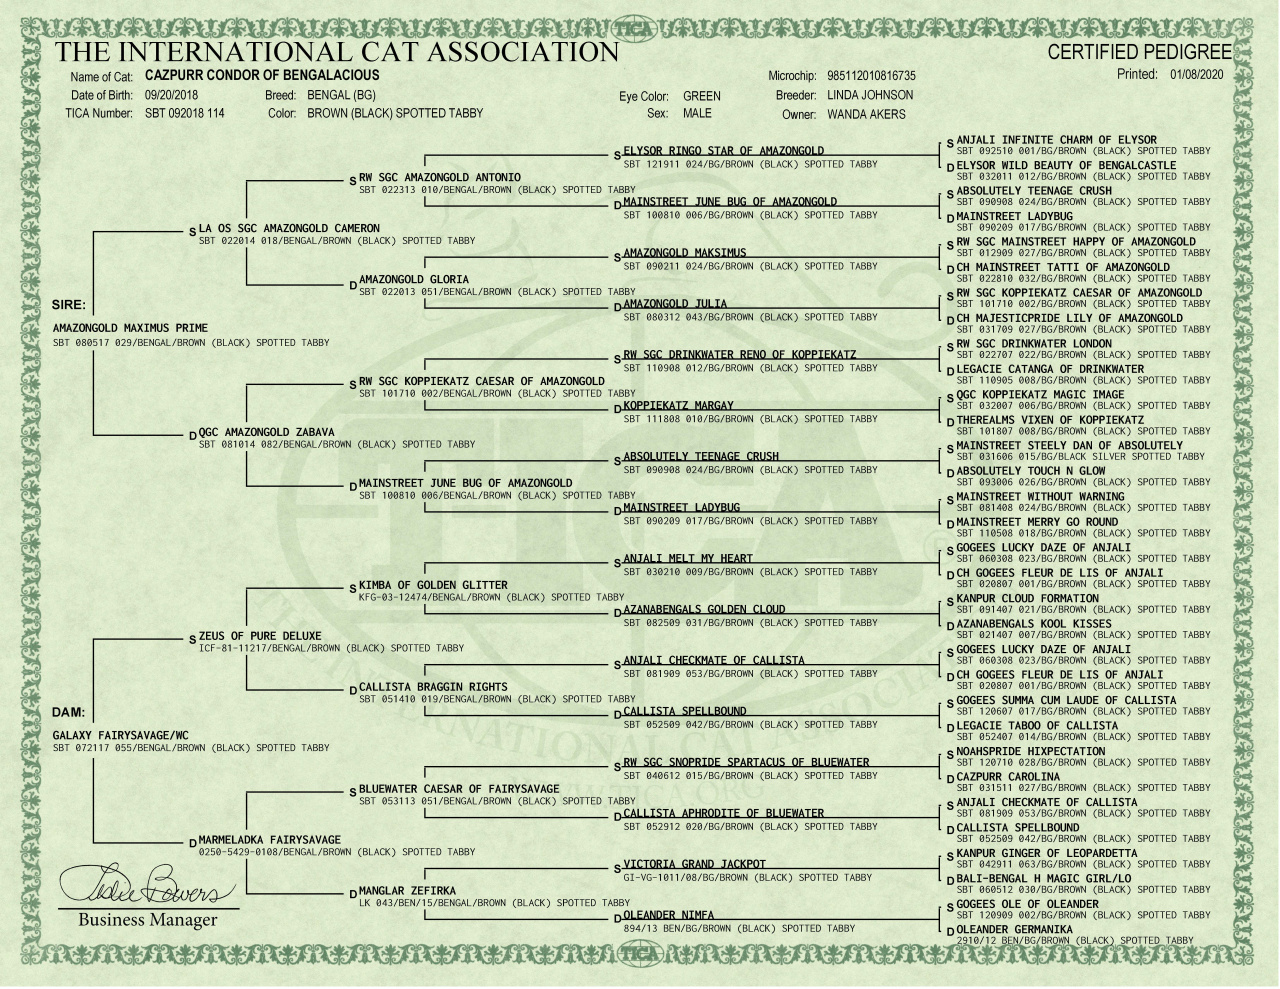 THE INTERNATIONAL CAT ASSOCIATION
CERTIFIED PEDIGREE
Printed: 01/08/2020
Name of Cat: CAZPURR CONDOR OF BENGALACIOUS
Date of Birth: 09/20/2018 Breed: BENGAL (BG)
TICA Number: SBT 092018 114 Color: BROWN (BLACK) SPOTTED TABBY
Eye Color: GREEN
Sex: MALE
Microchip: 985112010816735
Breeder: LINDA JOHNSON
Owner: WANDA AKERS
SIRE:
AMAZONGOLD MAXIMUS PRIME
SBT 080517 029/BENGAL/BROWN (BLACK) SPOTTED TABBY
DAM:
GALAXY FAIRYSAVAGE/WC
SBT 072117 055/BENGAL/BROWN (BLACK) SPOTTED TABBY
S LA OS SGC AMAZONGOLD CAMERON
SBT 022014 018/BENGAL/BROWN (BLACK) SPOTTED TABBY
D QGC AMAZONGOLD ZABAVA
SBT 081014 082/BENGAL/BROWN (BLACK) SPOTTED TABBY
S ZEUS OF PURE DELUXE
ICF-81-11217/BENGAL/BROWN (BLACK) SPOTTED TABBY
D MARMELADKA FAIRYSAVAGE
0250-5429-0108/BENGAL/BROWN (BLACK) SPOTTED TABBY
S RW SGC AMAZONGOLD ANTONIO
SBT 022313 010/BENGAL/BROWN (BLACK) SPOTTED TABBY
D AMAZONGOLD GLORIA
SBT 022013 051/BENGAL/BROWN (BLACK) SPOTTED TABBY
S RW SGC KOPPIEKATZ CAESAR OF AMAZONGOLD
SBT 101710 002/BENGAL/BROWN (BLACK) SPOTTED TABBY
D MAINSTREET JUNE BUG OF AMAZONGOLD
SBT 100810 006/BENGAL/BROWN (BLACK) SPOTTED TABBY
S KIMBA OF GOLDEN GLITTER
KFG-03-12474/BENGAL/BROWN (BLACK) SPOTTED TABBY
D CALLISTA BRAGGIN RIGHTS
SBT 051410 019/BENGAL/BROWN (BLACK) SPOTTED TABBY
S BLUEWATER CAESAR OF FAIRYSAVAGE
SBT 053113 051/BENGAL/BROWN (BLACK) SPOTTED TABBY
D MANGLAR ZEFIRKA
LK 043/BEN/15/BENGAL/BROWN (BLACK) SPOTTED TABBY
S ELYSOR RINGO STAR OF AMAZONGOLD
SBT 121911 024/BG/BROWN (BLACK) SPOTTED TABBY
D MAINSTREET JUNE BUG OF AMAZONGOLD
SBT 100810 006/BG/BROWN (BLACK) SPOTTED TABBY
S AMAZONGOLD MAKSIMUS
SBT 090211 024/BG/BROWN (BLACK) SPOTTED TABBY
D AMAZONGOLD JULIA
SBT 080312 043/BG/BROWN (BLACK) SPOTTED TABBY
S RW SGC DRINKWATER RENO OF KOPPIEKATZ
SBT 110908 012/BG/BROWN (BLACK) SPOTTED TABBY
D KOPPIEKATZ MARGAY
SBT 111808 010/BG/BROWN (BLACK) SPOTTED TABBY
S ABSOLUTELY TEENAGE CRUSH
SBT 090908 024/BG/BROWN (BLACK) SPOTTED TABBY
D MAINSTREET LADYBUG
SBT 090209 017/BG/BROWN (BLACK) SPOTTED TABBY
S ANJALI MELT MY HEART
SBT 030210 009/BG/BROWN (BLACK) SPOTTED TABBY
D AZANABENGALS GOLDEN CLOUD
SBT 082509 031/BG/BROWN (BLACK) SPOTTED TABBY
S ANJALI CHECKMATE OF CALLISTA
SBT 081909 053/BG/BROWN (BLACK) SPOTTED TABBY
D CALLISTA SPELLBOUND
SBT 052509 042/BG/BROWN (BLACK) SPOTTED TABBY
S RW SGC SNOPRIDE SPARTACUS OF BLUEWATER
SBT 040612 015/BG/BROWN (BLACK) SPOTTED TABBY
D CALLISTA APHRODITE OF BLUEWATER
SBT 052912 020/BG/BROWN (BLACK) SPOTTED TABBY
S VICTORIA GRAND JACKPOT
GI-VG-1011/08/BG/BROWN (BLACK) SPOTTED TABBY
D OLEANDER NIMFA
894/13 BEN/BG/BROWN (BLACK) SPOTTED TABBY
S ANJALI INFINITE CHARM OF ELYSOR
SBT 092510 001/BG/BROWN (BLACK) SPOTTED TABBY
D ELYSOR WILD BEAUTY OF BENGALCASTLE
SBT 032011 012/BG/BROWN (BLACK) SPOTTED TABBY
S ABSOLUTELY TEENAGE CRUSH
SBT 090908 024/BG/BROWN (BLACK) SPOTTED TABBY
D MAINSTREET LADYBUG
SBT 090209 017/BG/BROWN (BLACK) SPOTTED TABBY
S RW SGC MAINSTREET HAPPY OF AMAZONGOLD
SBT 012909 027/BG/BROWN (BLACK) SPOTTED TABBY
D CH MAINSTREET TATTI OF AMAZONGOLD
SBT 022810 032/BG/BROWN (BLACK) SPOTTED TABBY
S RW SGC KOPPIEKATZ CAESAR OF AMAZONGOLD
SBT 101710 002/BG/BROWN (BLACK) SPOTTED TABBY
D CH MAJESTICPRIDE LILY OF AMAZONGOLD
SBT 031709 027/BG/BROWN (BLACK) SPOTTED TABBY
S RW SGC DRINKWATER LONDON
SBT 022707 022/BG/BROWN (BLACK) SPOTTED TABBY
D LEGACIE CATANGA OF DRINKWATER
SBT 110905 008/BG/BROWN (BLACK) SPOTTED TABBY
S QGC KOPPIEKATZ MAGIC IMAGE
SBT 032007 006/BG/BROWN (BLACK) SPOTTED TABBY
D THEREALMS VIXEN OF KOPPIEKATZ
SBT 101807 008/BG/BROWN (BLACK) SPOTTED TABBY
S MAINSTREET STEELY DAN OF ABSOLUTELY
SBT 031606 015/BG/BLACK SILVER SPOTTED TABBY
D ABSOLUTELY TOUCH N GLOW
SBT 093006 026/BG/BROWN (BLACK) SPOTTED TABBY
S MAINSTREET WITHOUT WARNING
SBT 081408 024/BG/BROWN (BLACK) SPOTTED TABBY
D MAINSTREET MERRY GO ROUND
SBT 110508 018/BG/BROWN (BLACK) SPOTTED TABBY
S GOGEES LUCKY DAZE OF ANJALI
SBT 060308 023/BG/BROWN (BLACK) SPOTTED TABBY
D CH GOGEES FLEUR DE LIS OF ANJALI
SBT 020807 001/BG/BROWN (BLACK) SPOTTED TABBY
S KANPUR CLOUD FORMATION
SBT 091407 021/BG/BROWN (BLACK) SPOTTED TABBY
D AZANABENGALS KOOL KISSES
SBT 021407 007/BG/BROWN (BLACK) SPOTTED TABBY
S GOGEES LUCKY DAZE OF ANJALI
SBT 060308 023/BG/BROWN (BLACK) SPOTTED TABBY
D CH GOGEES FLEUR DE LIS OF ANJALI
SBT 020807 001/BG/BROWN (BLACK) SPOTTED TABBY
S GOGEES SUMMA CUM LAUDE OF CALLISTA
SBT 120607 017/BG/BROWN (BLACK) SPOTTED TABBY
D LEGACIE TABOO OF CALLISTA
SBT 052407 014/BG/BROWN (BLACK) SPOTTED TABBY
S NOAHSPRIDE HIXPECTATION
SBT 120710 028/BG/BROWN (BLACK) SPOTTED TABBY
D CAZPURR CAROLINA
SBT 031511 027/BG/BROWN (BLACK) SPOTTED TABBY
S ANJALI CHECKMATE OF CALLISTA
SBT 081909 053/BG/BROWN (BLACK) SPOTTED TABBY
D CALLISTA SPELLBOUND
SBT 052509 042/BG/BROWN (BLACK) SPOTTED TABBY
S KANPUR GINGER OF LEOPARDETTA
SBT 042911 063/BG/BROWN (BLACK) SPOTTED TABBY
D BALI-BENGAL H MAGIC GIRL/LO
SBT 060512 030/BG/BROWN (BLACK) SPOTTED TABBY
S GOGEES OLE OF OLEANDER
SBT 120909 002/BG/BROWN (BLACK) SPOTTED TABBY
D OLEANDER GERMANIKA
2910/12 BEN/BG/BROWN (BLACK) SPOTTED TABBY
Leslie Bowers
Business Manager
TICA